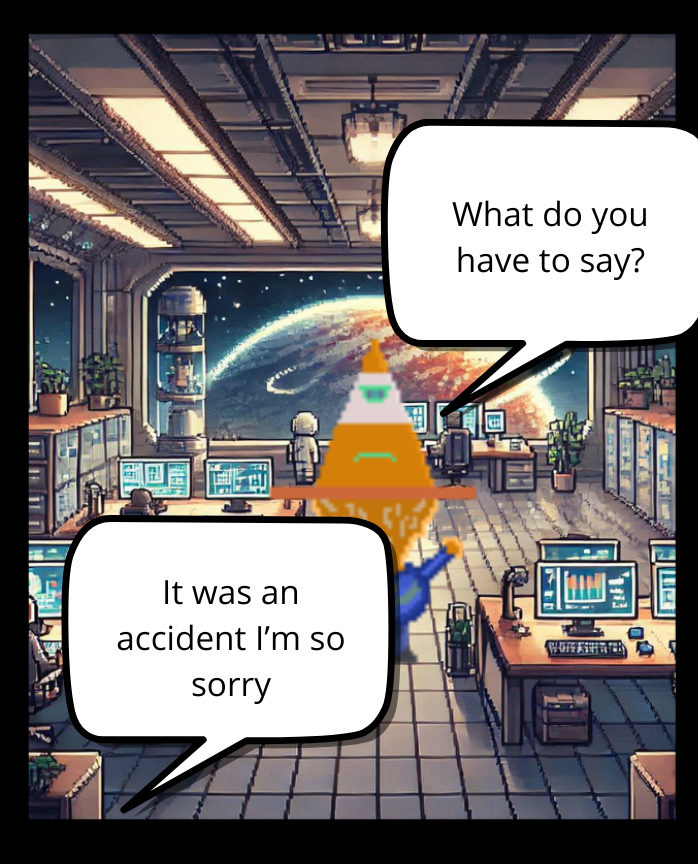 What do you
have to say?
It was an
accident I’m so
sorry